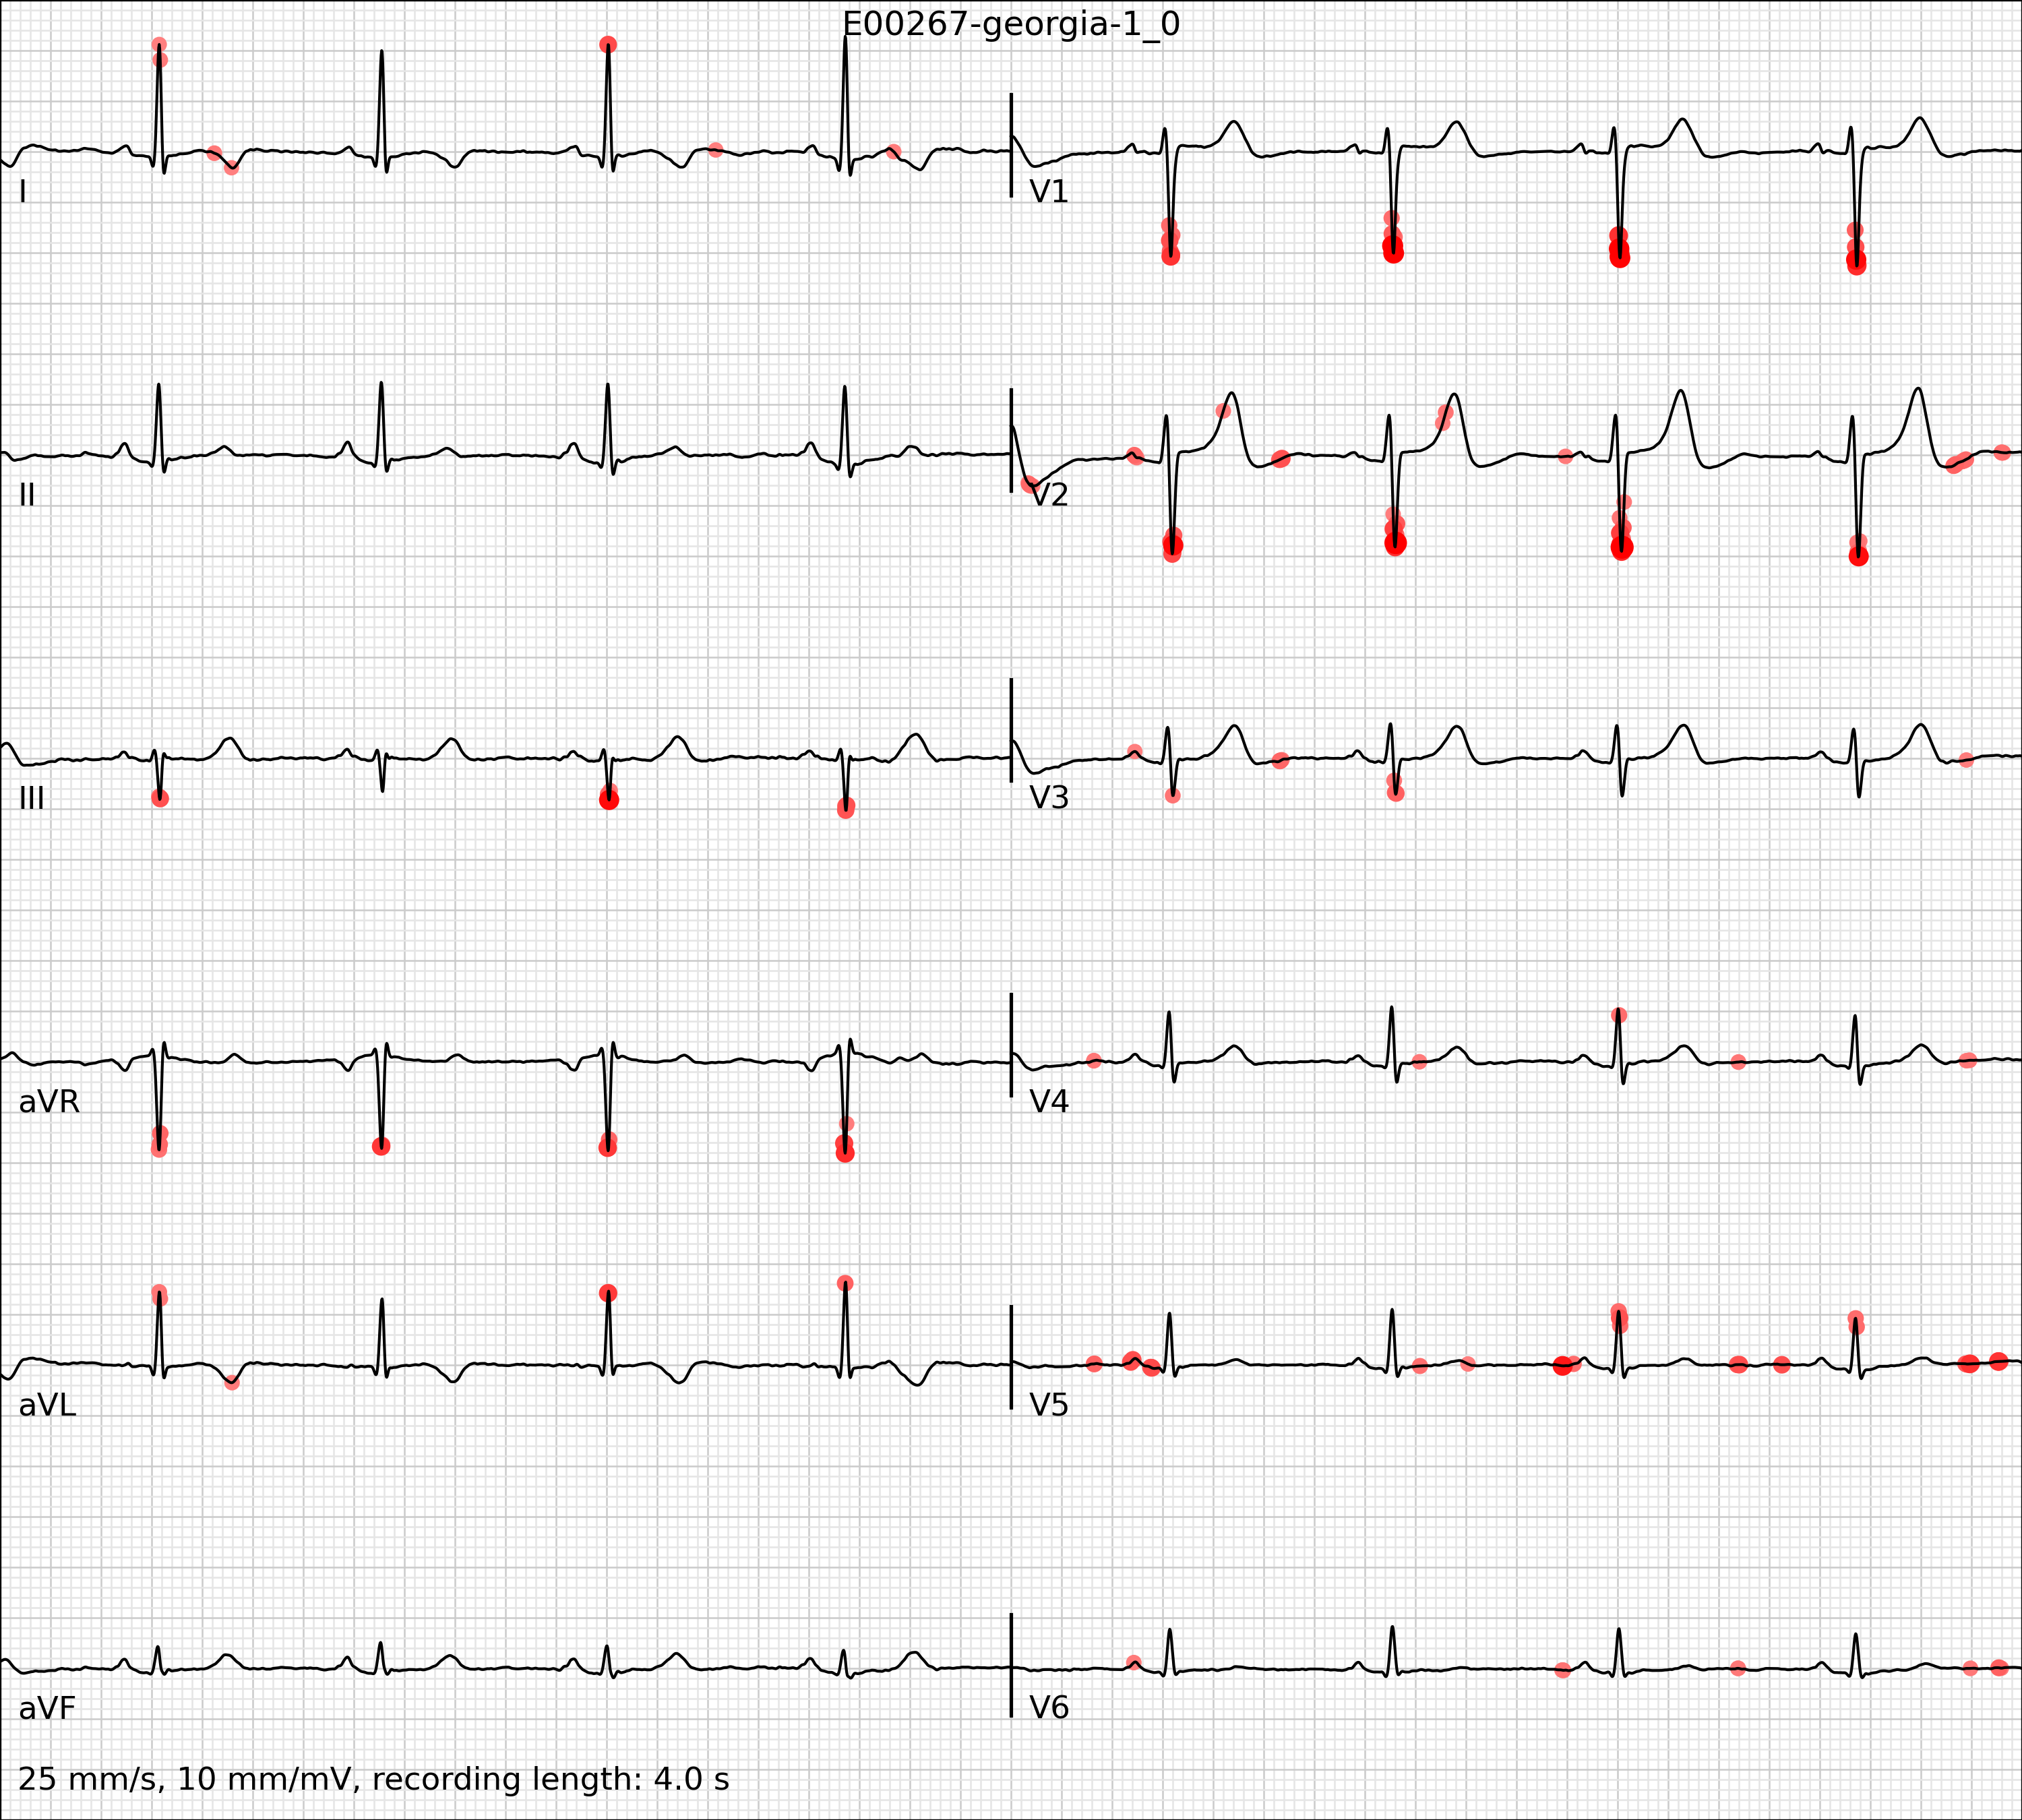 E00267-georgia-1_0
I
V1
II
V2
III
V3
aVR
V4
aVL
V5
aVF
V6
25 mm/s, 10 mm/mV, recording length: 4.0 s